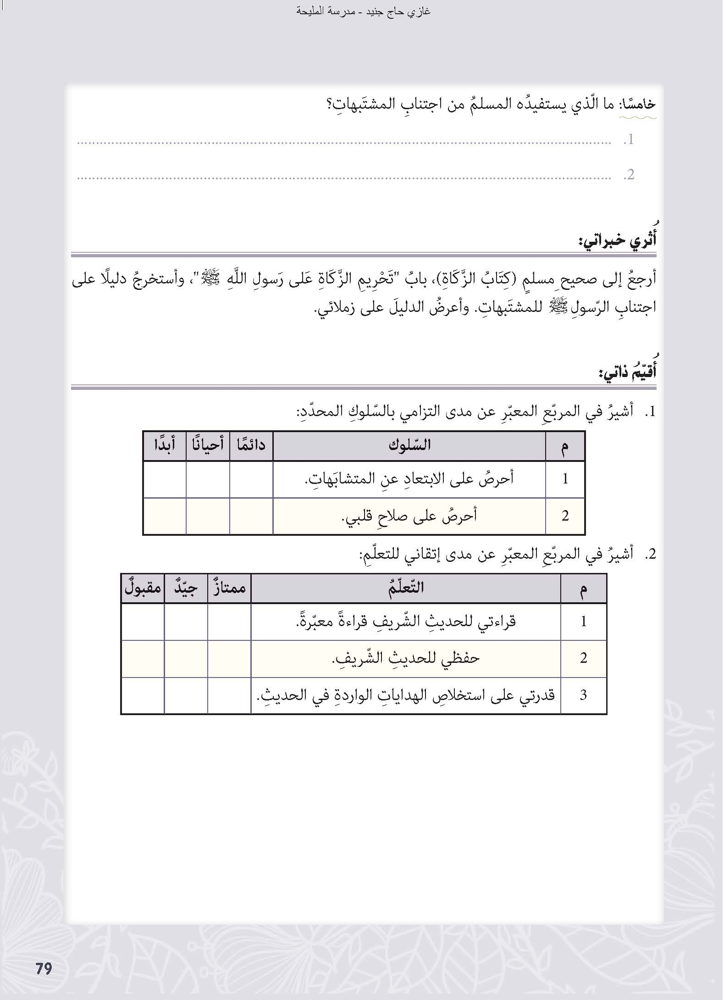 غازي حاج جنيد - مدرسة المليحة
خامسًا: ما الّذي يستفيدُه المسلمُ من اجتنابِ المشتَبهاتِ؟
1. ........................................................................
2. ........................................................................
أُثري خبراتي:
أرجعُ إلى صحيحِ مسلمٍ (كِتَابُ الزَّكَاةِ)، بابُ "تَحْرِيمِ الزَّكَاةِ عَلى رَسولِ اللَّهِ ﷺ"، وأستخرجُ دليلًا على
اجتنابِ الرّسولِ ﷺ للمشتَبهاتِ. وأعرضُ الدليلَ على زملائي.
أُقيّمُ ذاتي:
1. أشيرُ في المربّعِ المعبّرِ عن مدى التزامي بالسّلوكِ المحدّدِ:
م السّلوك دائمًا أحيانًا أبدًا
1 أحرصُ على الابتعادِ عنِ المتشابَهاتِ.
2 أحرصُ على صلاحِ قلبي.
2. أشيرُ في المربّعِ المعبّرِ عن مدى إتقاني للتعلّمِ:
م التّعلّمُ ممتازٌ جيّدٌ مقبولٌ
1 قراءتي للحديثِ الشّريفِ قراءةً معبّرةً.
2 حفظي للحديثِ الشّريفِ.
3 قدرتي على استخلاصِ الهداياتِ الواردةِ في الحديثِ.
79